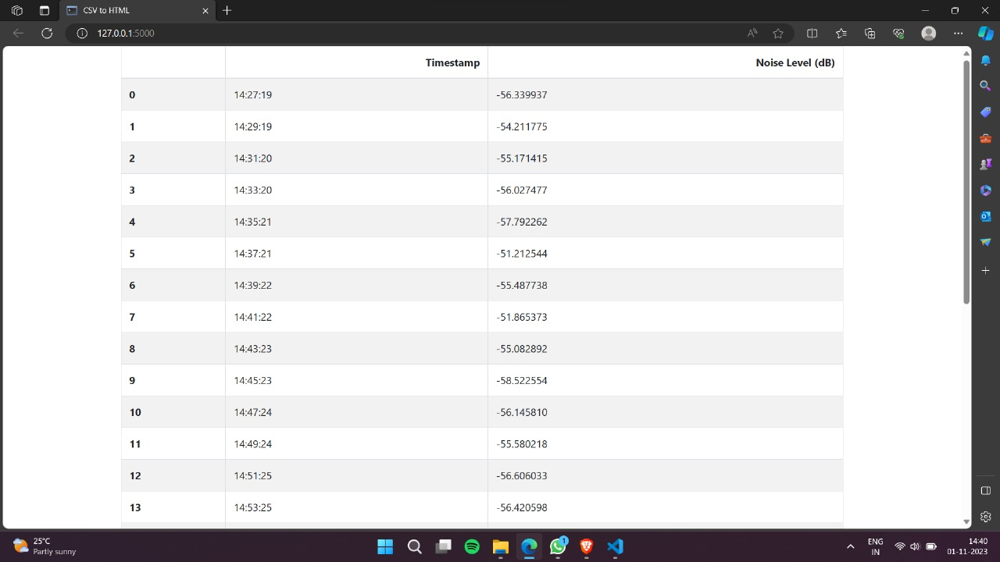 CSV to HTML
127.0.0.1:5000
Timestamp Noise Level (dB)
0 14:27:19 -56.339937
1 14:29:19 -54.211775
2 14:31:20 -55.171415
3 14:33:20 -56.027477
4 14:35:21 -57.792262
5 14:37:21 -51.212544
6 14:39:22 -55.487738
7 14:41:22 -51.865373
8 14:43:23 -55.082892
9 14:45:23 -58.522554
10 14:47:24 -56.145810
11 14:49:24 -55.580218
12 14:51:25 -56.606033
13 14:53:25 -56.420598
25°C
Partly sunny
1
ENG
IN
14:40
01-11-2023